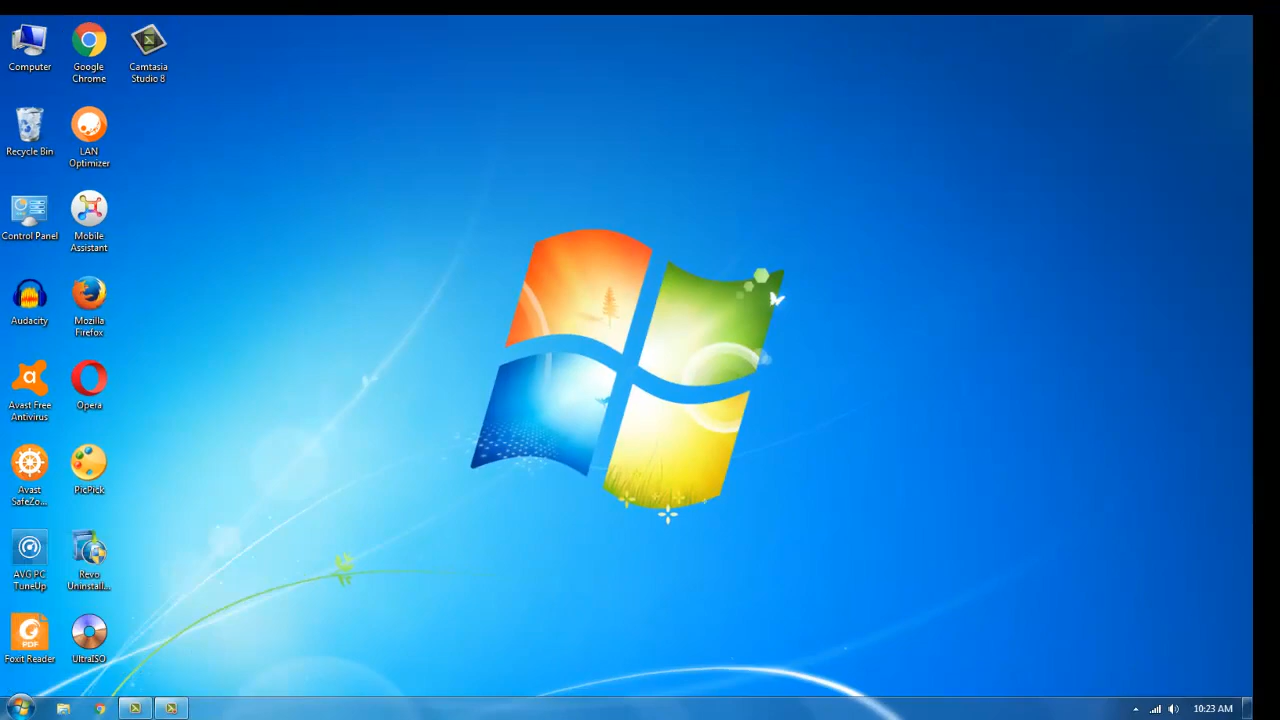 Computer
Google
Chrome
Camtasia
Studio 8
Recycle Bin
LAN
Optimizer
Control Panel
Mobile
Assistant
Audacity
Mozilla
Firefox
Avast Free
Antivirus
Opera
Avast
SafeZo...
PicPick
AVG PC
TuneUp
Revo
Uninstall...
PDF
Foxit Reader
UltraISO
10:23 AM